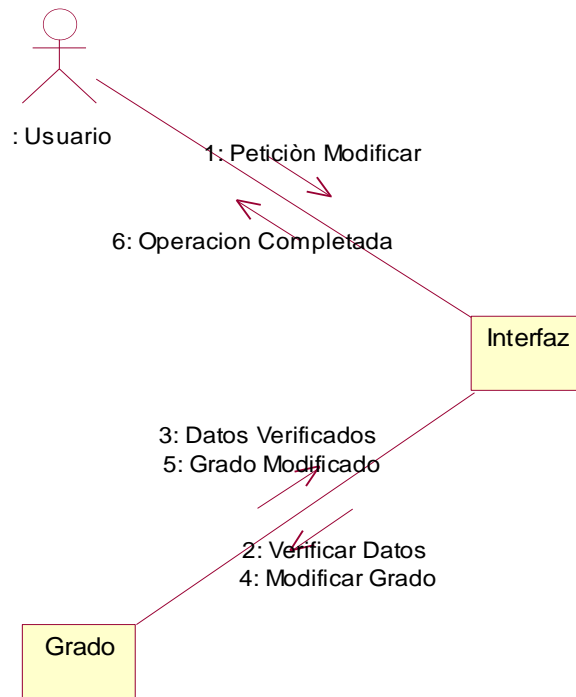 : Usuario
1: Peticiòn Modificar
6: Operacion Completada
Interfaz
3: Datos Verificados
5: Grado Modificado
2: Verificar Datos
4: Modificar Grado
Grado